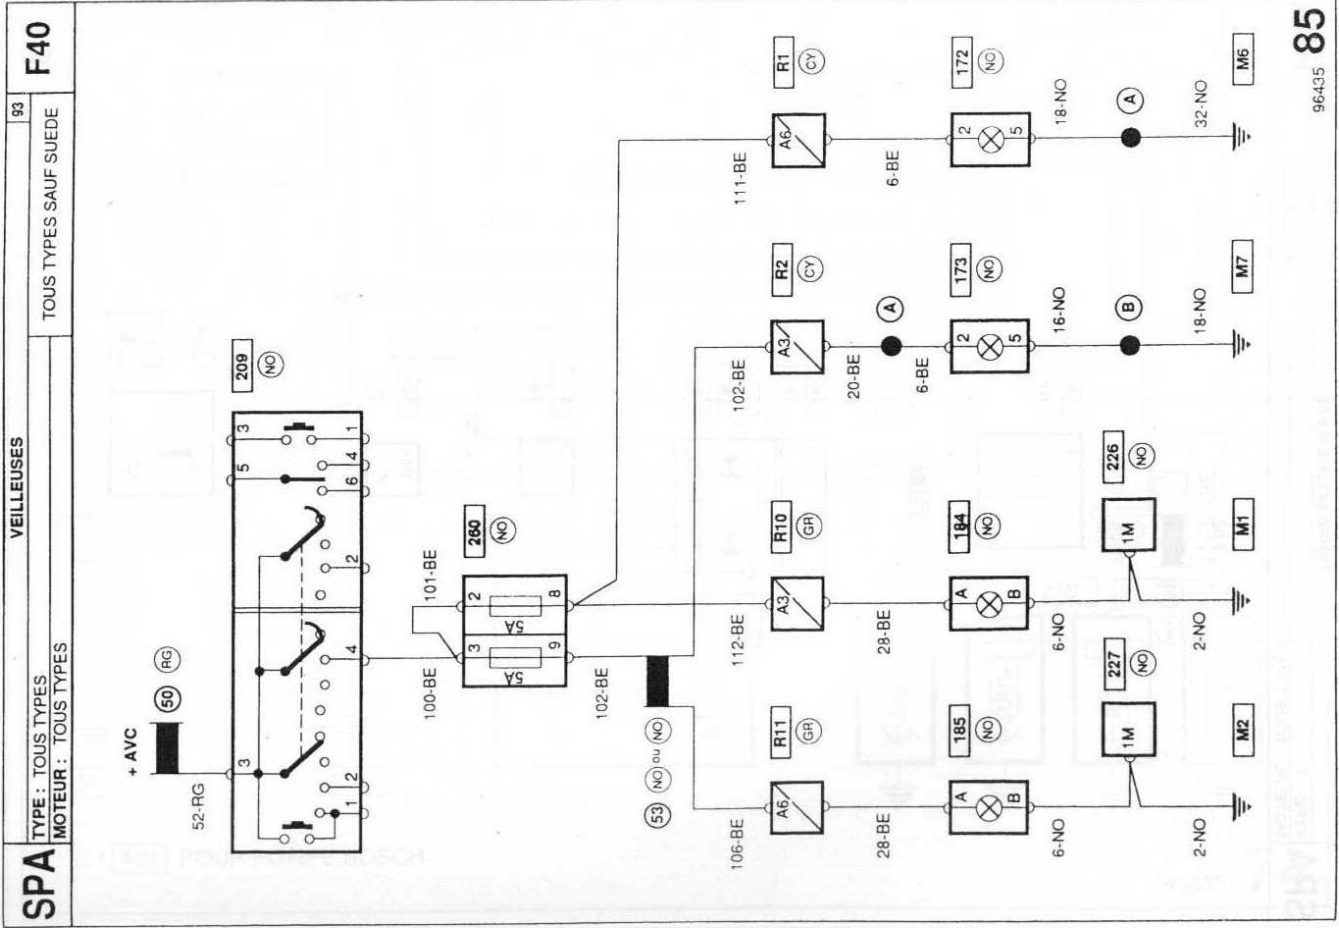 SPA
VEILLEUSES
93
F40
TYPE : TOUS TYPES
MOTEUR : TOUS TYPES
TOUS TYPES SAUF SUEDE
+ AVC
50 RG
52-RG
209
NO
3
5
3
1
2
4
2
6
4
1
100-BE
101-BE
260
NO
3
2
5A
5A
9
8
102-BE
53 NO ou NO
106-BE
112-BE
102-BE
111-BE
R11
GR
R10
GR
R2
CY
R1
CY
A6
A3
A3
A6
28-BE
28-BE
20-BE
A
6-BE
6-BE
185
NO
184
NO
173
NO
172
NO
A
B
A
B
2
5
2
5
6-NO
6-NO
16-NO
18-NO
227
NO
226
NO
1M
1M
B
A
2-NO
2-NO
18-NO
32-NO
M2
M1
M7
M6
96435
85